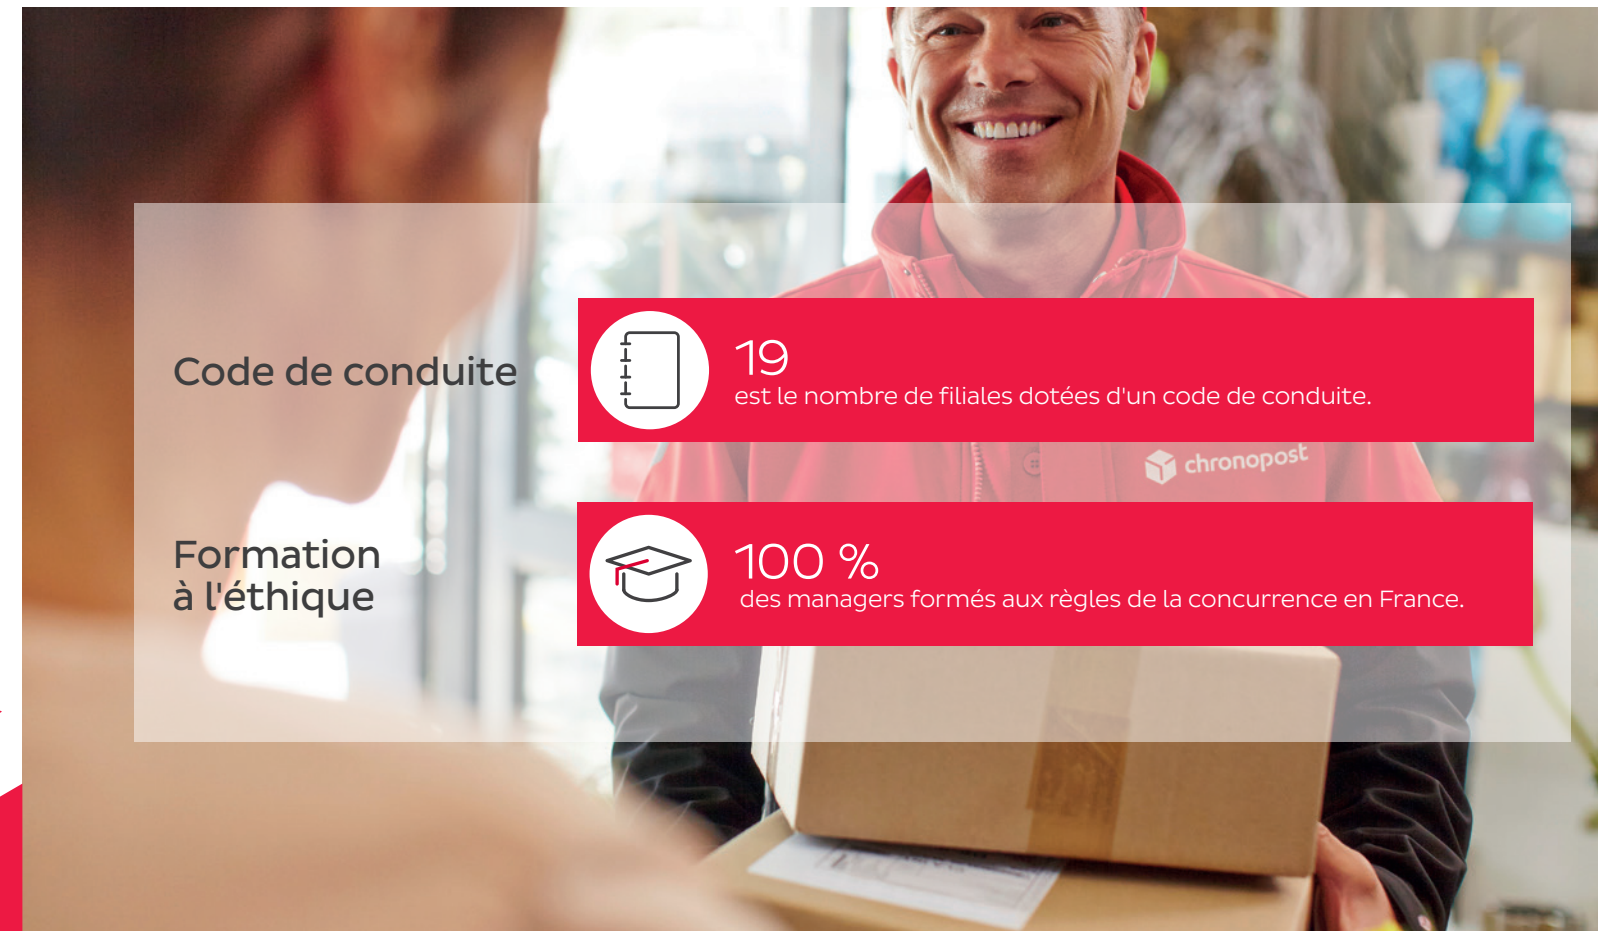 Code de conduite
19
est le nombre de filiales dotées d'un code de conduite.
chronopost
Formation
à l'éthique
100 %
des managers formés aux règles de la concurrence en France.